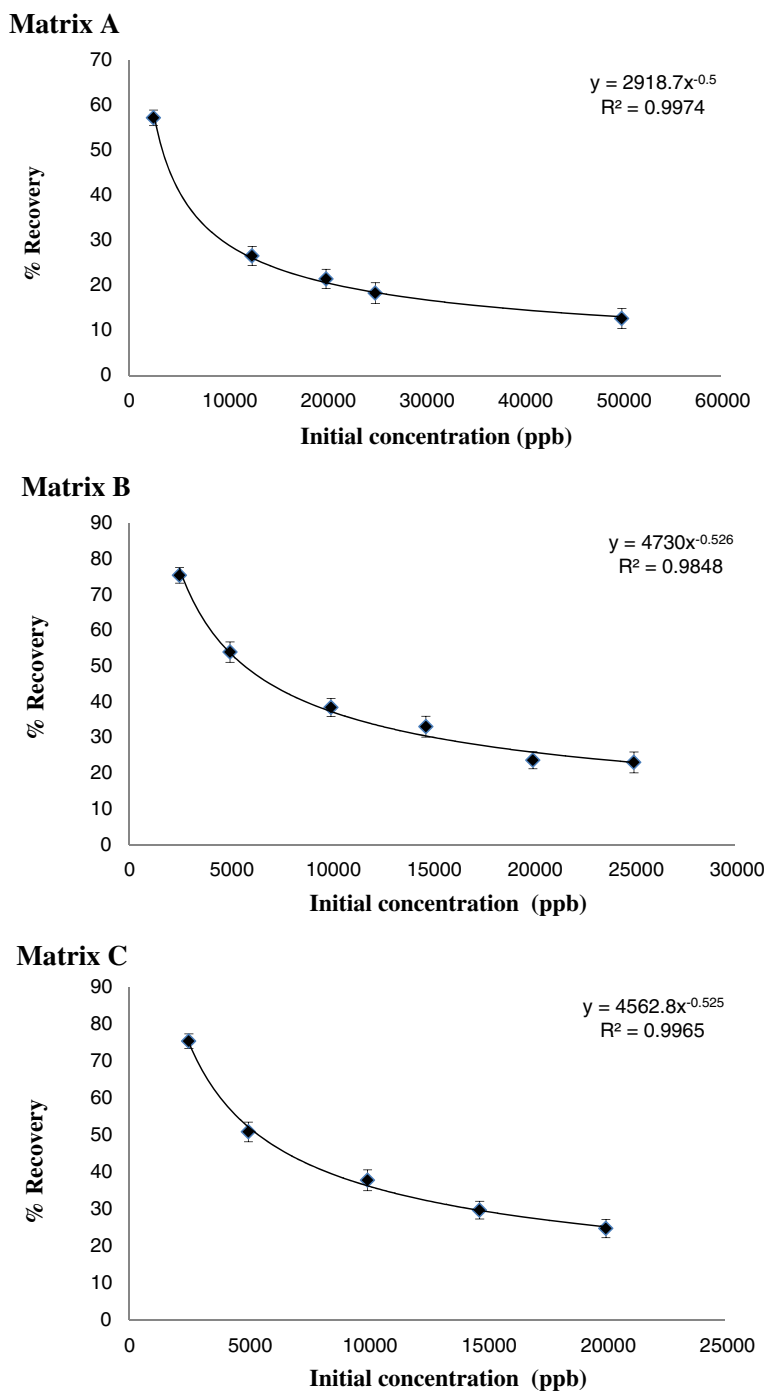 Matrix A
70
60
50
40
30
20
10
0
% Recovery
y = 2918.7x^-0.5
R² = 0.9974
0 10000 20000 30000 40000 50000 60000
Initial concentration (ppb)
Matrix B
90
80
70
60
50
40
30
20
10
0
% Recovery
y = 4730x^-0.526
R² = 0.9848
0 5000 10000 15000 20000 25000 30000
Initial concentration (ppb)
Matrix C
90
80
70
60
50
40
30
20
10
0
% Recovery
y = 4562.8x^-0.525
R² = 0.9965
0 5000 10000 15000 20000 25000
Initial concentration (ppb)